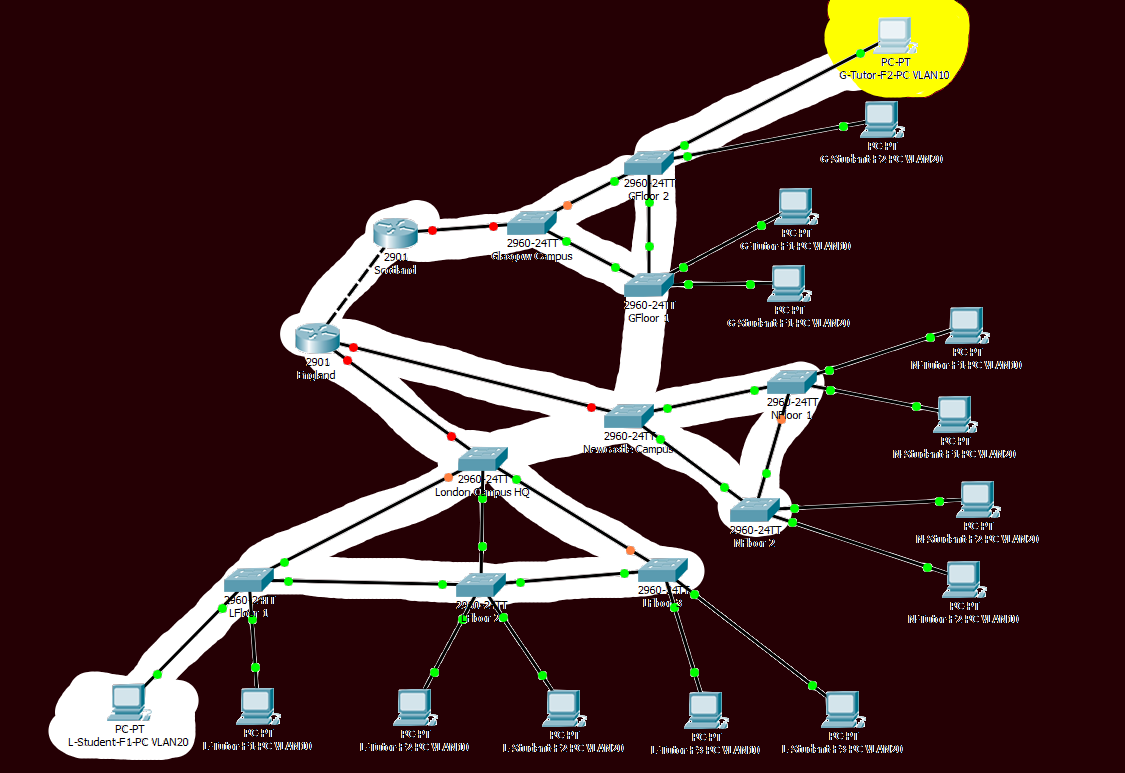 PC-PT
G-Tutor-F2-PC VLAN10
PC-PT
G-Student-F2-PC VLAN20
2960-24TT
GFloor 2
PC-PT
G-Tutor-F1-PC VLAN10
2901
Scotland
2960-24TT
Glasgow Campus
2960-24TT
GFloor 1
PC-PT
G-Student-F1-PC VLAN20
2901
England
PC-PT
N-Tutor-F1-PC VLAN10
2960-24TT
NFloor 1
2960-24TT
Newcastle Campus
PC-PT
N-Student-F1-PC VLAN20
2960-24TT
London Campus HQ
2960-24TT
NFloor 2
PC-PT
N-Student-F2-PC VLAN20
2960-24TT
LFloor 1
2960-24TT
LFloor 2
2960-24TT
LFloor 3
PC-PT
N-Tutor-F2-PC VLAN10
PC-PT
L-Student-F1-PC VLAN20
PC-PT
L-Tutor-F1-PC VLAN10
PC-PT
L-Tutor-F2-PC VLAN10
PC-PT
L-Student-F2-PC VLAN20
PC-PT
L-Tutor-F3-PC VLAN10
PC-PT
L-Student-F3-PC VLAN20